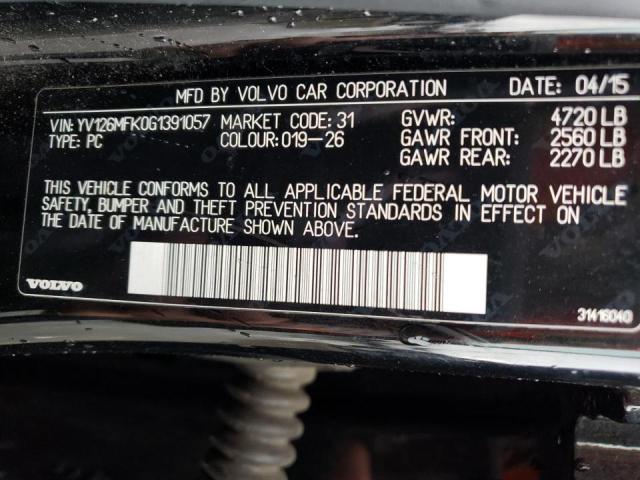 MFD BY VOLVO CAR CORPORATION DATE: 04/15
VIN: YV126MFK0G1391057 MARKET CODE: 31 GVWR: 4720 LB
TYPE: PC COLOUR: 019-26 GAWR FRONT: 2560 LB
GAWR REAR: 2270 LB
THIS VEHICLE CONFORMS TO ALL APPLICABLE FEDERAL MOTOR VEHICLE
SAFETY, BUMPER AND THEFT PREVENTION STANDARDS IN EFFECT ON
THE DATE OF MANUFACTURE SHOWN ABOVE.
VOLVO
31416040